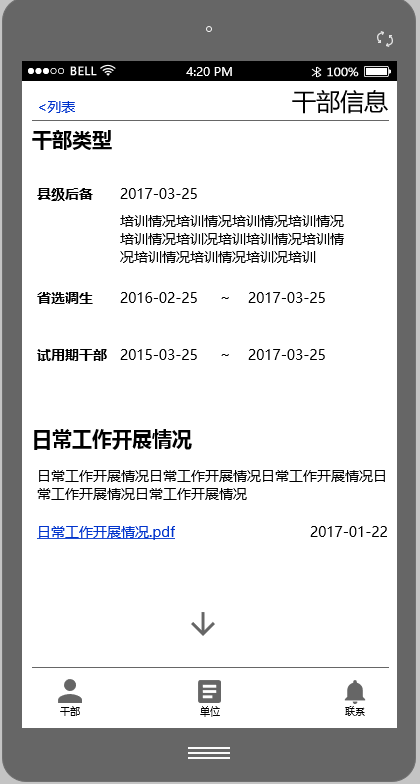 BELL 4:20 PM 100%
<列表 干部信息
干部类型
县级后备 2017-03-25
培训情况培训情况培训情况培训情况
培训情况培训况培训培训情况培训情
况培训情况培训情况培训况培训
省选调生 2016-02-25 ~ 2017-03-25
试用期干部 2015-03-25 ~ 2017-03-25
日常工作开展情况
日常工作开展情况日常工作开展情况日常工作开展情况日
常工作开展情况日常工作开展情况
日常工作开展情况.pdf 2017-01-22
干部 单位 联系